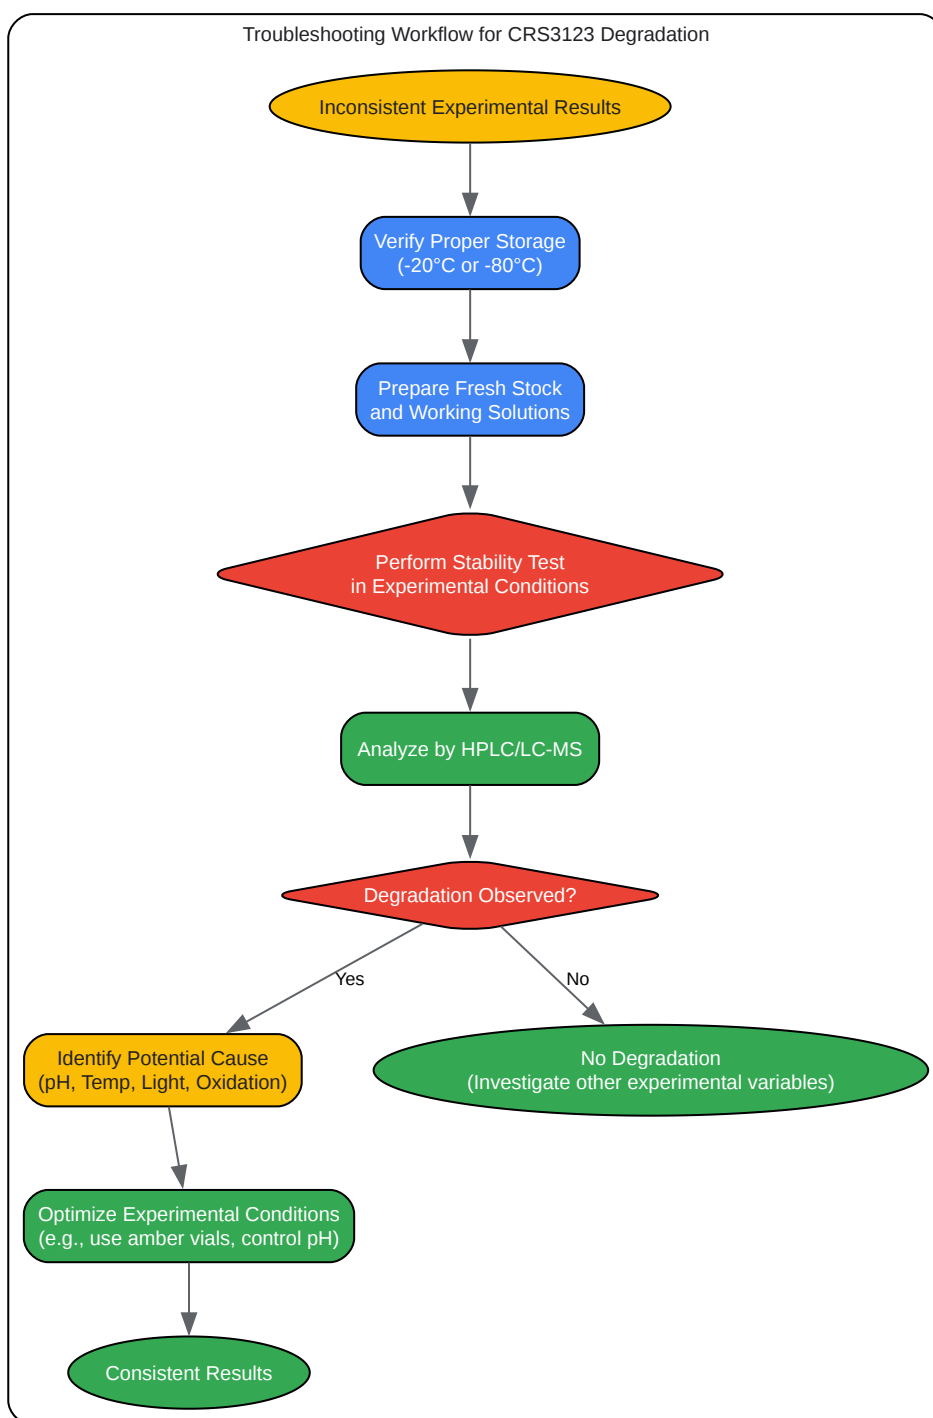 Troubleshooting Workflow for CRS3123 Degradation
Inconsistent Experimental Results
Verify Proper Storage
(-20°C or -80°C)
Prepare Fresh Stock
and Working Solutions
Perform Stability Test
in Experimental Conditions
Analyze by HPLC/LC-MS
Degradation Observed?
Yes
No
Identify Potential Cause
(pH, Temp, Light, Oxidation)
No Degradation
(Investigate other experimental variables)
Optimize Experimental Conditions
(e.g., use amber vials, control pH)
Consistent Results